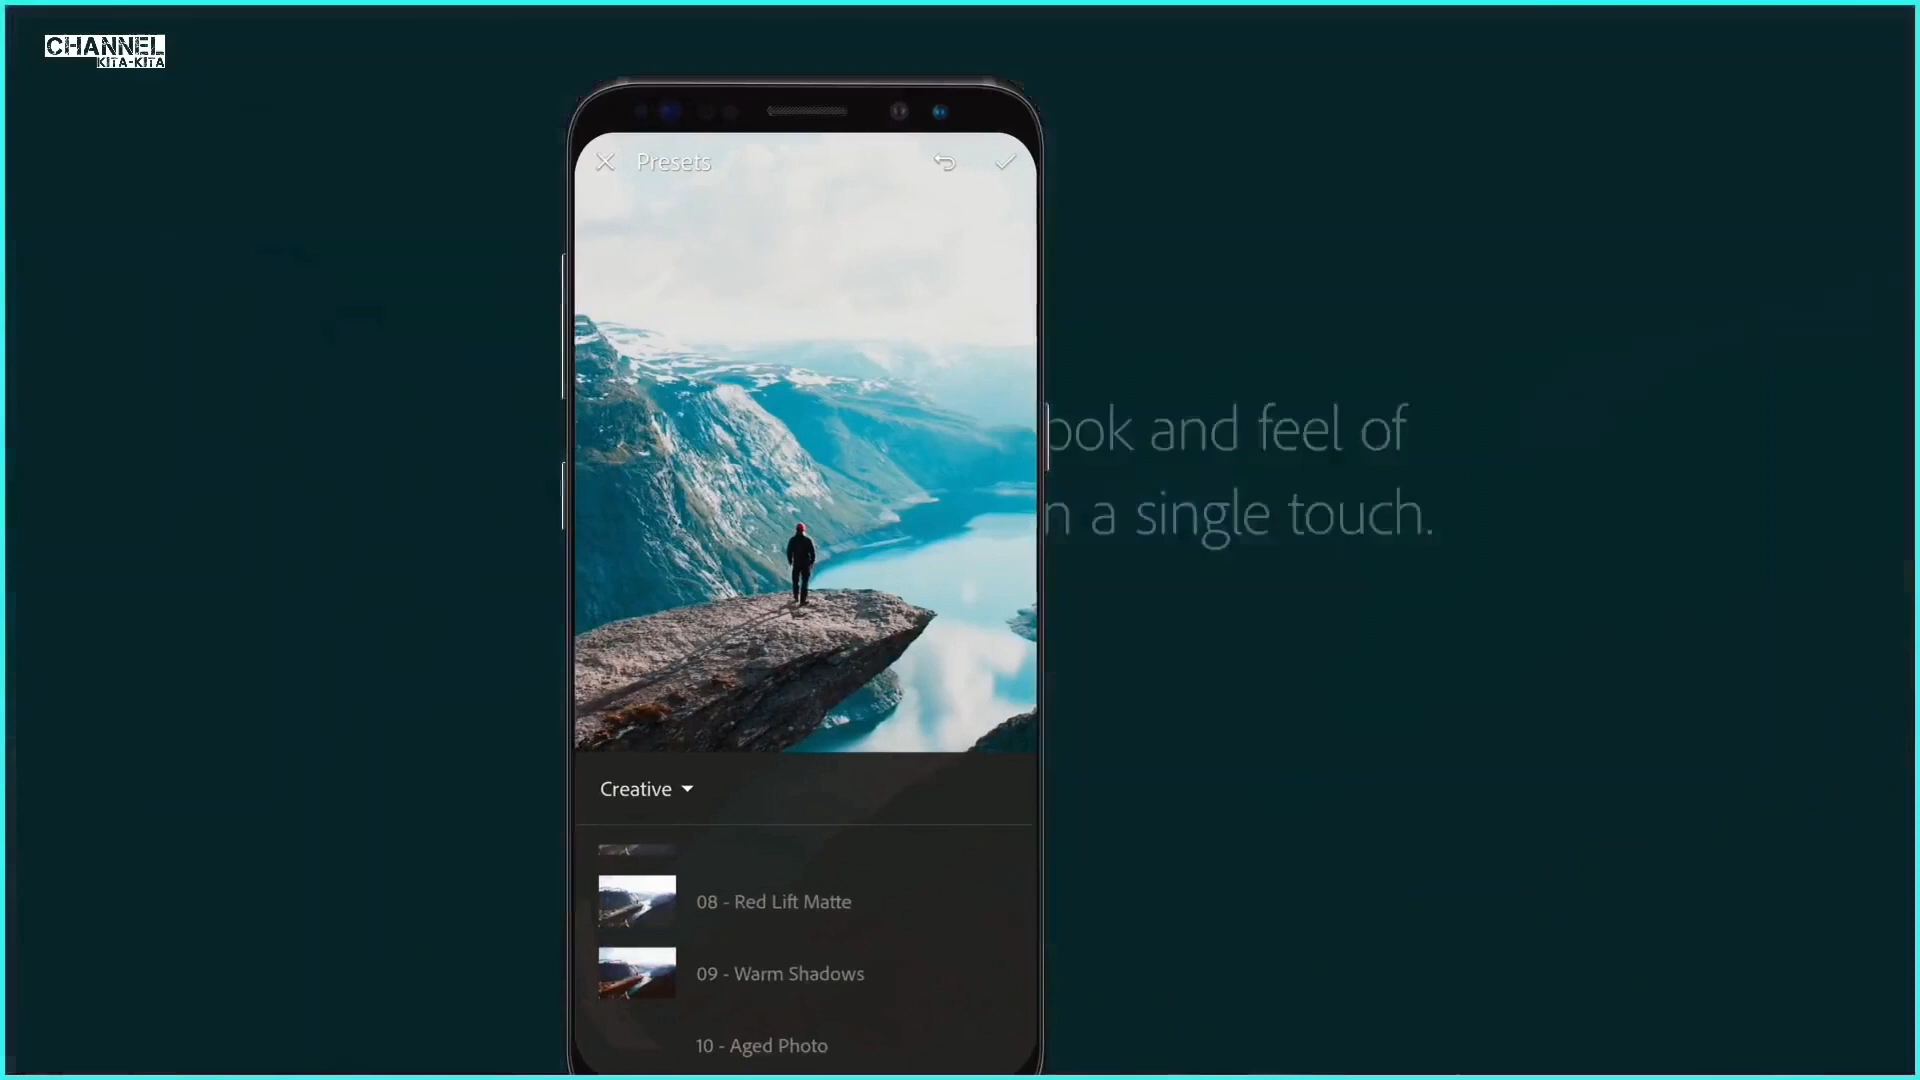 CHANNEL
KITA-KITA
Presets
ook and feel of
n a single touch.
Creative
08 - Red Lift Matte
09 - Warm Shadows
10 - Aged Photo